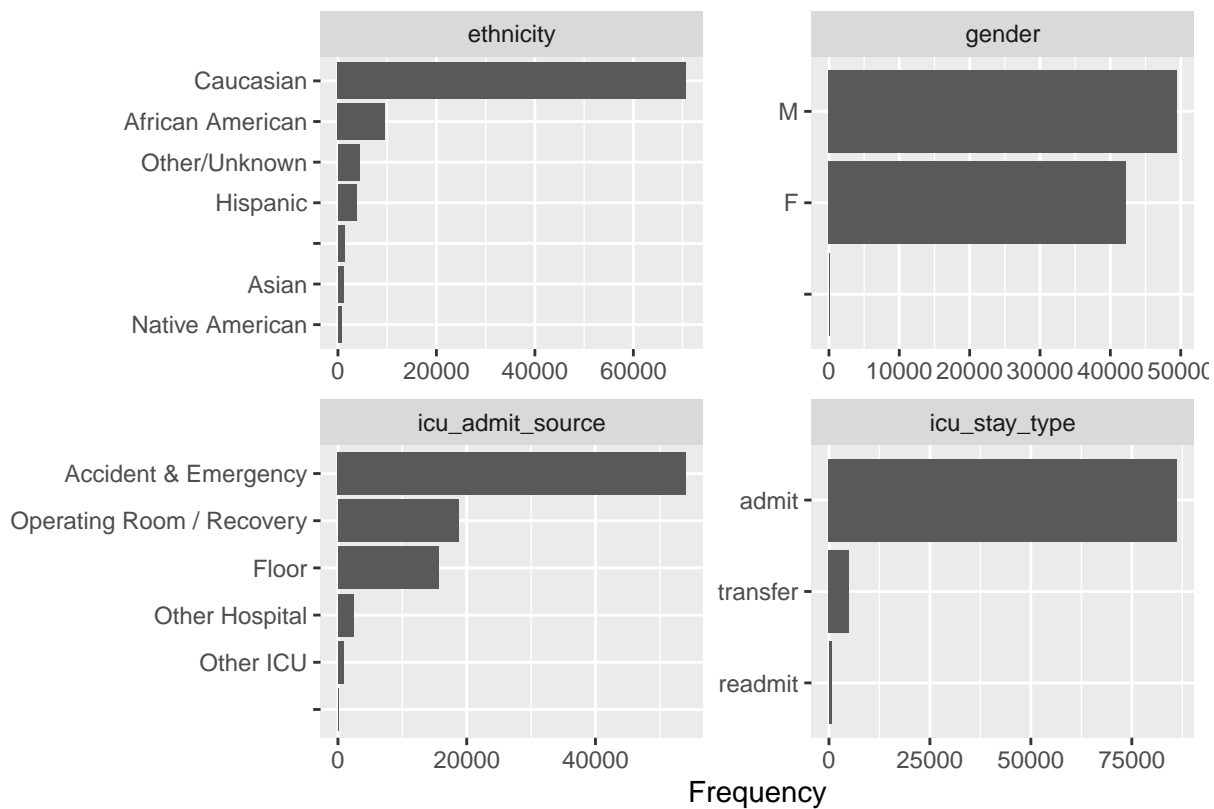 ethnicity
Caucasian
African American
Other/Unknown
Hispanic
Asian
Native American
0 20000 40000 60000
gender
M
F
0 10000 20000 30000 40000 5000
icu_admit_source
Accident & Emergency
Operating Room / Recovery
Floor
Other Hospital
Other ICU
0 20000 40000
icu_stay_type
admit
transfer
readmit
0 25000 50000 75000
Frequency